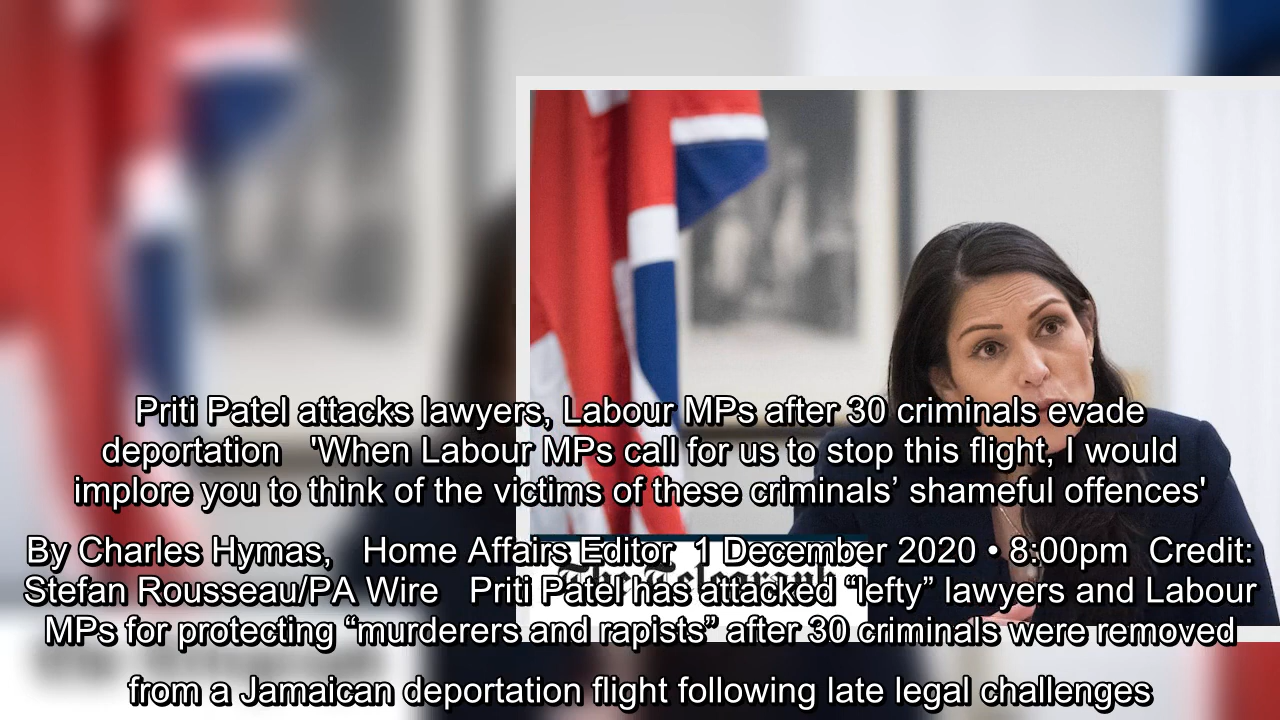 Priti Patel attacks lawyers, Labour MPs after 30 criminals evade
deportation   'When Labour MPs call for us to stop this flight, I would
implore you to think of the victims of these criminals’ shameful offences'
By Charles Hymas,   Home Affairs Editor  1 December 2020 • 8:00pm  Credit:
Stefan Rousseau/PA Wire   Priti Patel has attacked “lefty” lawyers and Labour
MPs for protecting “murderers and rapists” after 30 criminals were removed
from a Jamaican deportation flight following late legal challenges
The Telegraph